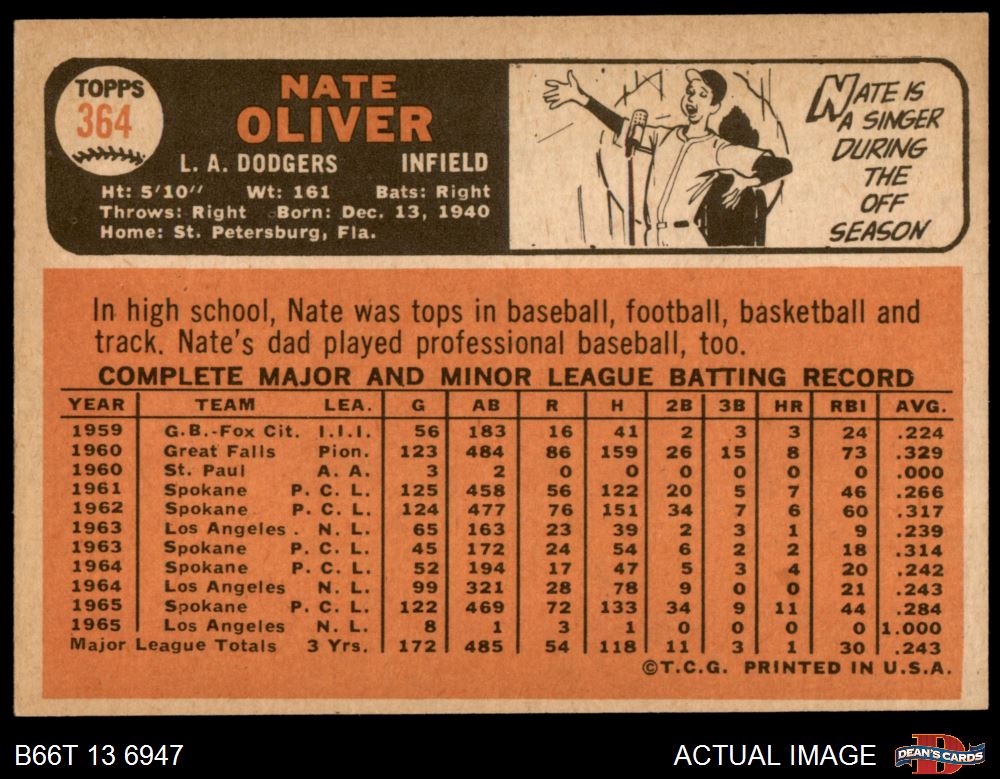 TOPPS
364
NATE
OLIVER
L. A. DODGERS INFIELD
Ht: 5'10" Wt: 161 Bats: Right
Throws: Right Born: Dec. 13, 1940
Home: St. Petersburg, Fla.
NATE IS
A SINGER
DURING
THE
OFF
SEASON
In high school, Nate was tops in baseball, football, basketball and
track. Nate's dad played professional baseball, too.
COMPLETE MAJOR AND MINOR LEAGUE BATTING RECORD
YEAR TEAM LEA. G AB R H 2B 3B HR RBI AVG.
1959 G.B.-Fox Cit. I.I.I. 56 183 16 41 2 3 3 24 .224
1960 Great Falls Pion. 123 484 86 159 26 15 8 73 .329
1960 St. Paul A. A. 3 2 0 0 0 0 0 0 .000
1961 Spokane P. C. L. 125 458 56 122 20 5 7 46 .266
1962 Spokane P. C. L. 124 477 76 151 34 7 6 60 .317
1963 Los Angeles . N. L. 65 163 23 39 2 3 1 9 .239
1963 Spokane P. C. L. 45 172 24 54 6 2 2 18 .314
1964 Spokane P. C. L. 52 194 17 47 5 3 4 20 .242
1964 Los Angeles N. L. 99 321 28 78 9 0 0 21 .243
1965 Spokane P. C. L. 122 469 72 133 34 9 11 44 .284
1965 Los Angeles N. L. 8 1 3 1 0 0 0 0 1.000
Major League Totals 3 Yrs. 172 485 54 118 11 3 1 30 .243
©T.C.G. PRINTED IN U.S.A.
B66T 13 6947 ACTUAL IMAGE
DEAN'S CARDS